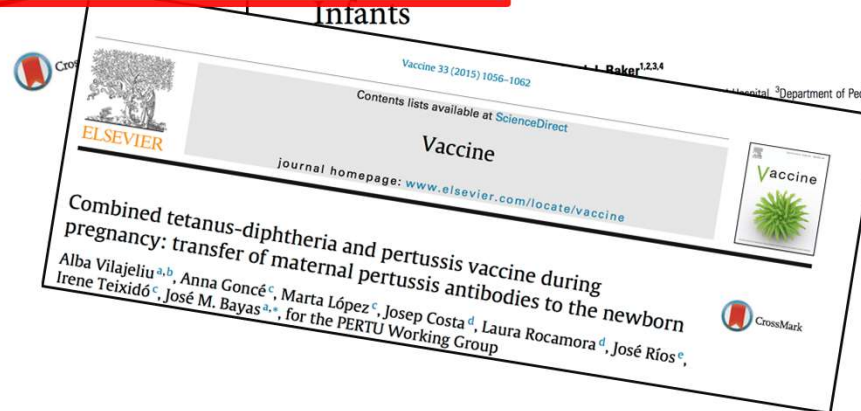 Infants
Baker1,2,3,4
Hospital, 3Department of Pe
Cro
Vaccine 33 (2015) 1056–1062
Contents lists available at ScienceDirect
Vaccine
journal homepage: www.elsevier.com/locate/vaccine
ELSEVIER
Vaccine
Combined tetanus-diphtheria and pertussis vaccine during
pregnancy: transfer of maternal pertussis antibodies to the newborn
Alba Vilajeliu a,b, Anna Goncé c, Marta López c, Josep Costa d, Laura Rocamora d, José Ríos e,
Irene Teixidó c, José M. Bayas a,*, for the PERTU Working Group
CrossMark